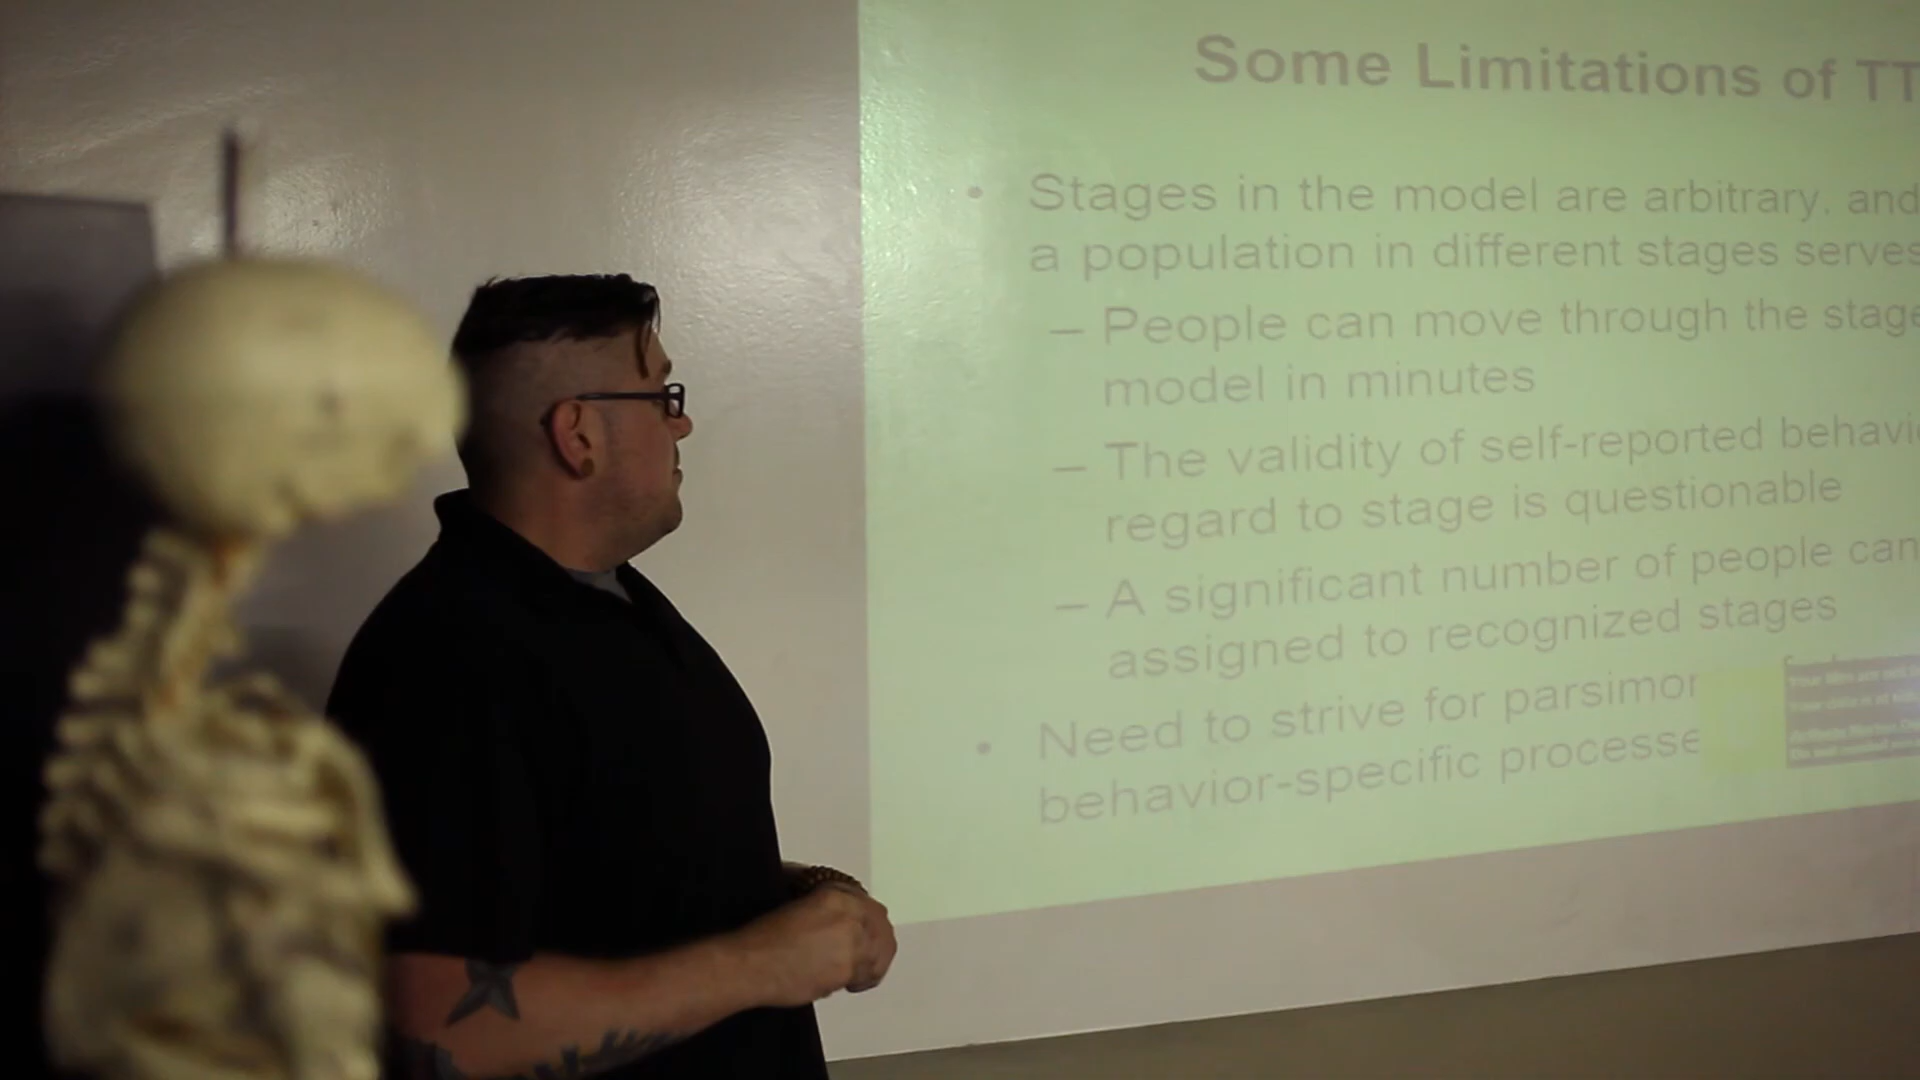 Some Limitations of TT
• Stages in the model are arbitrary, and
a population in different stages serves
– People can move through the stage
model in minutes
– The validity of self-reported behavio
regard to stage is questionable
– A significant number of people can
assigned to recognized stages
• Need to strive for parsimon
behavior-specific processe